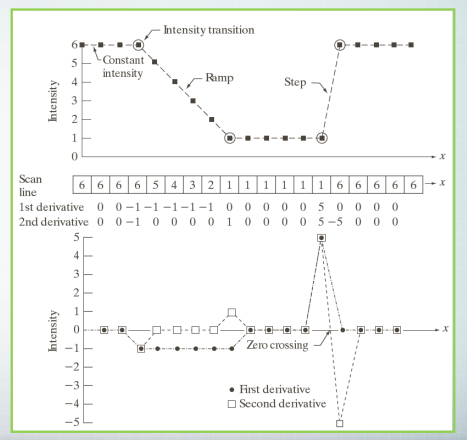 Intensity transition
6
Constant
intensity
5
4
Ramp
Step
Intensity
3
2
1
0
x
Scan
line
6 6 6 6 5 4 3 2 1 1 1 1 1 1 6 6 6 6 6
x
1st derivative 0 0 −1 −1 −1 −1 −1 0 0 0 0 0 5 0 0 0 0
2nd derivative 0 0 −1 0 0 0 0 1 0 0 0 0 5 −5 0 0 0
5
4
3
2
1
Intensity
0
x
−1
Zero crossing
−2
−3
First derivative
−4
Second derivative
−5